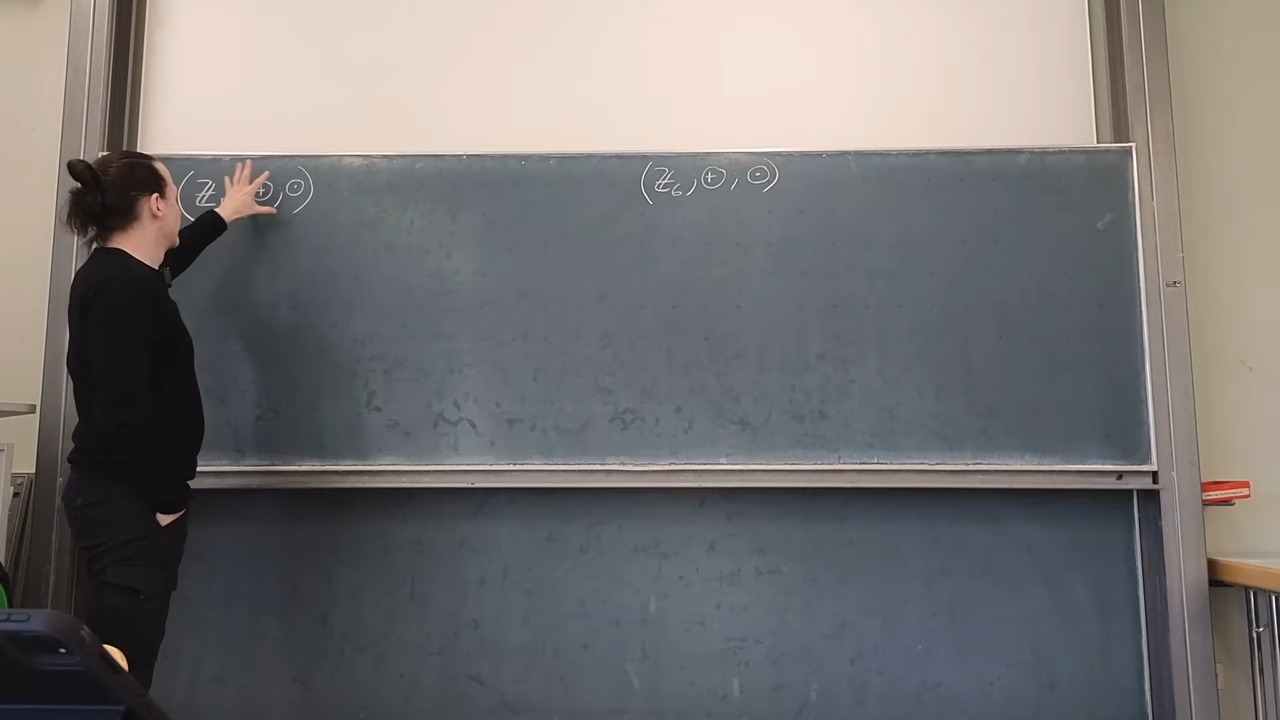 (ℤ ⊕, ⊙)
(ℤ₆, ⊕, ⊙)